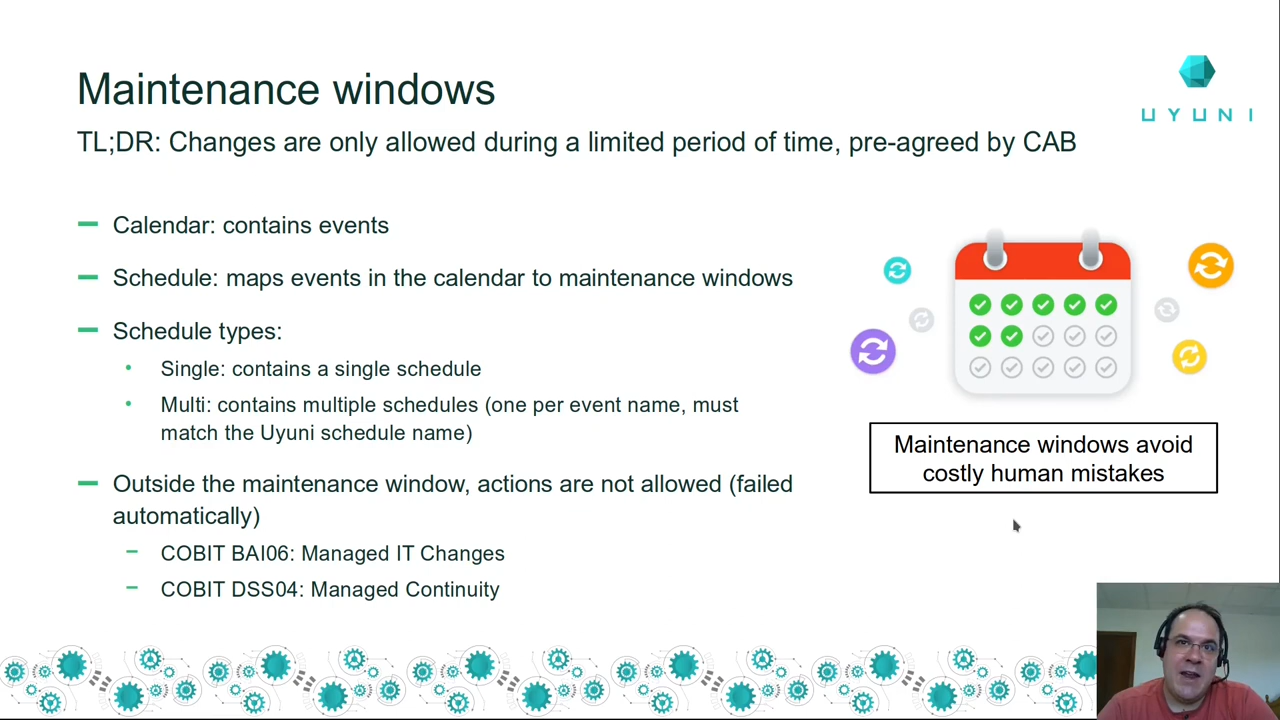 Maintenance windows
UYUNI
TL;DR: Changes are only allowed during a limited period of time, pre-agreed by CAB
Calendar: contains events
Schedule: maps events in the calendar to maintenance windows
Schedule types:
Single: contains a single schedule
Multi: contains multiple schedules (one per event name, must
match the Uyuni schedule name)
Outside the maintenance window, actions are not allowed (failed
automatically)
COBIT BAI06: Managed IT Changes
COBIT DSS04: Managed Continuity
Maintenance windows avoid
costly human mistakes